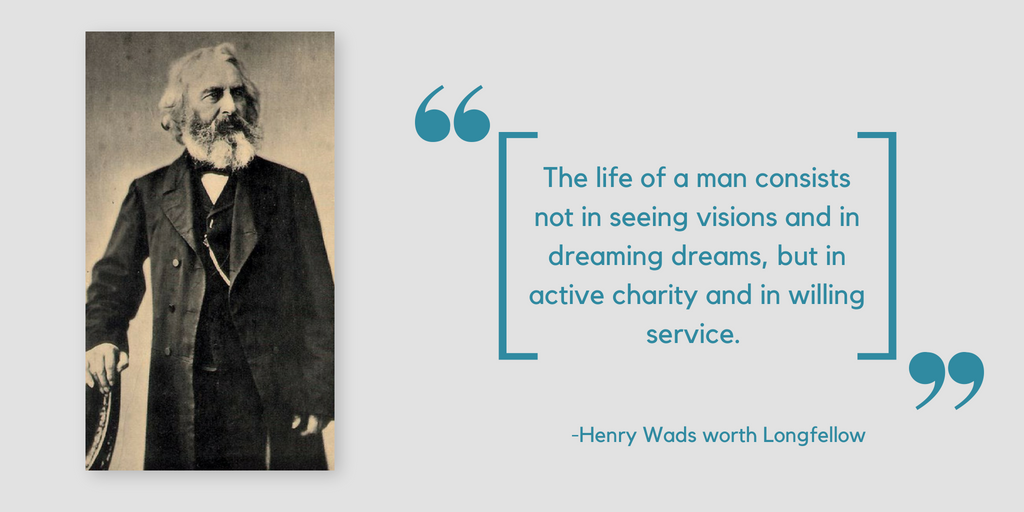 “
The life of a man consists
not in seeing visions and in
dreaming dreams, but in
active charity and in willing
service.
”
-Henry Wads worth Longfellow